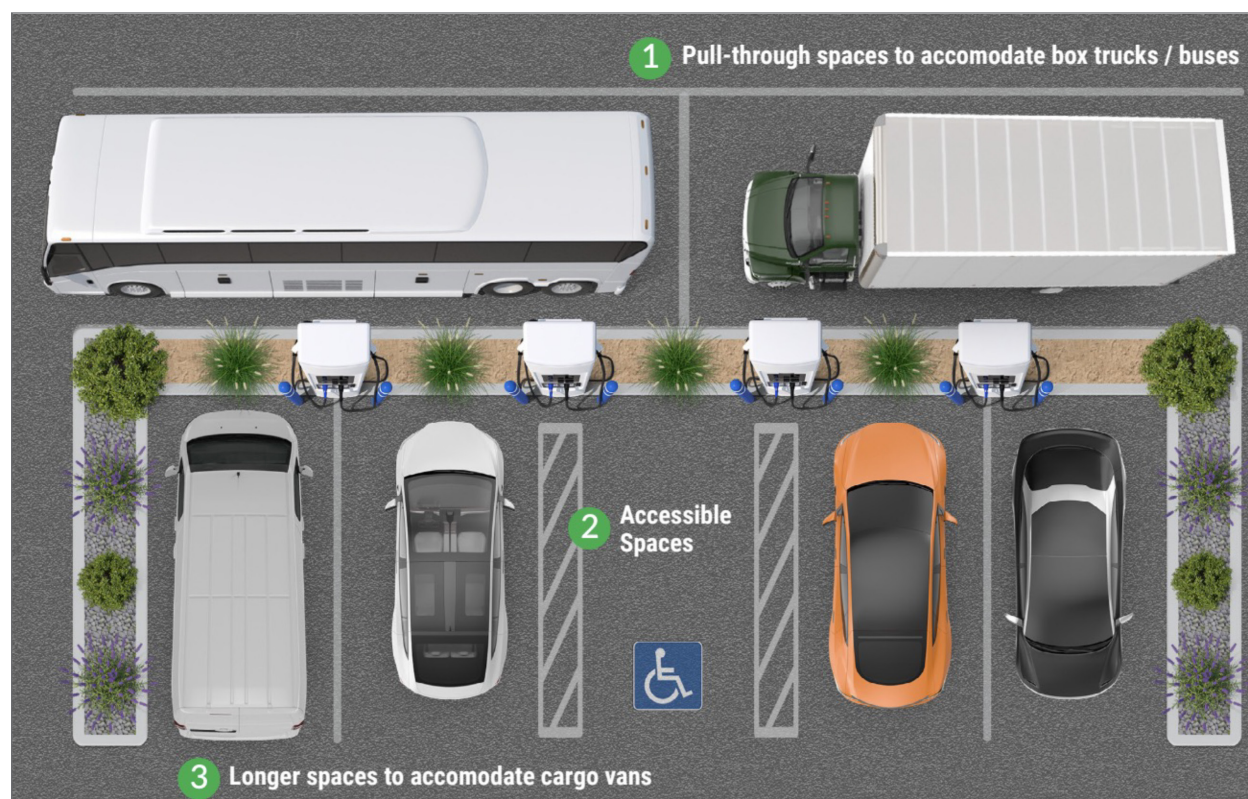 1 Pull-through spaces to accomodate box trucks / buses
2 Accessible
Spaces
3 Longer spaces to accomodate cargo vans